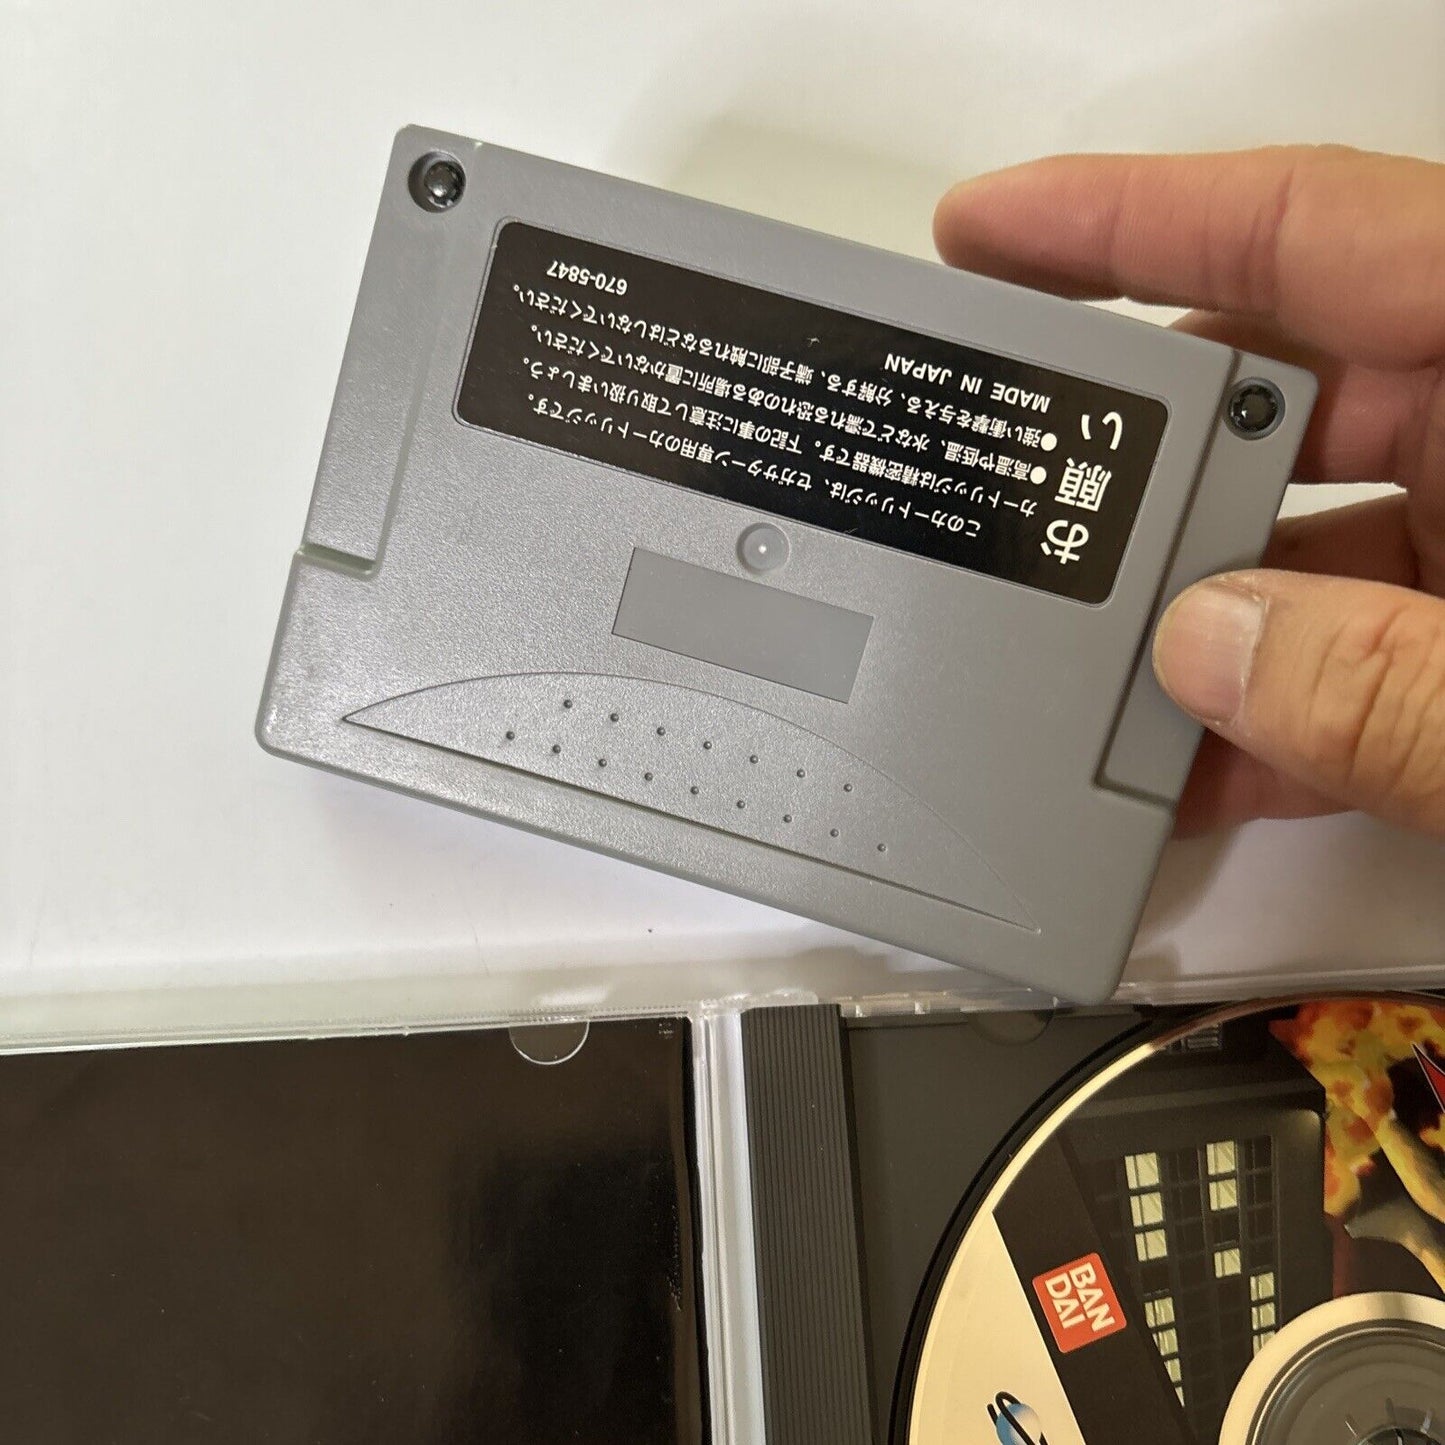 お願い
このカートリッジは、セガサターン専用のカートリッジです。
カートリッジは精密機器です。下記の事に注意して取り扱いましょう。
●高温や低温、水などで濡れる恐れのある場所に置かないでください。
●強い衝撃を与える、分解する、端子部に触れるなどはしないでください。
MADE IN JAPAN
670-5847
BAN
DAI